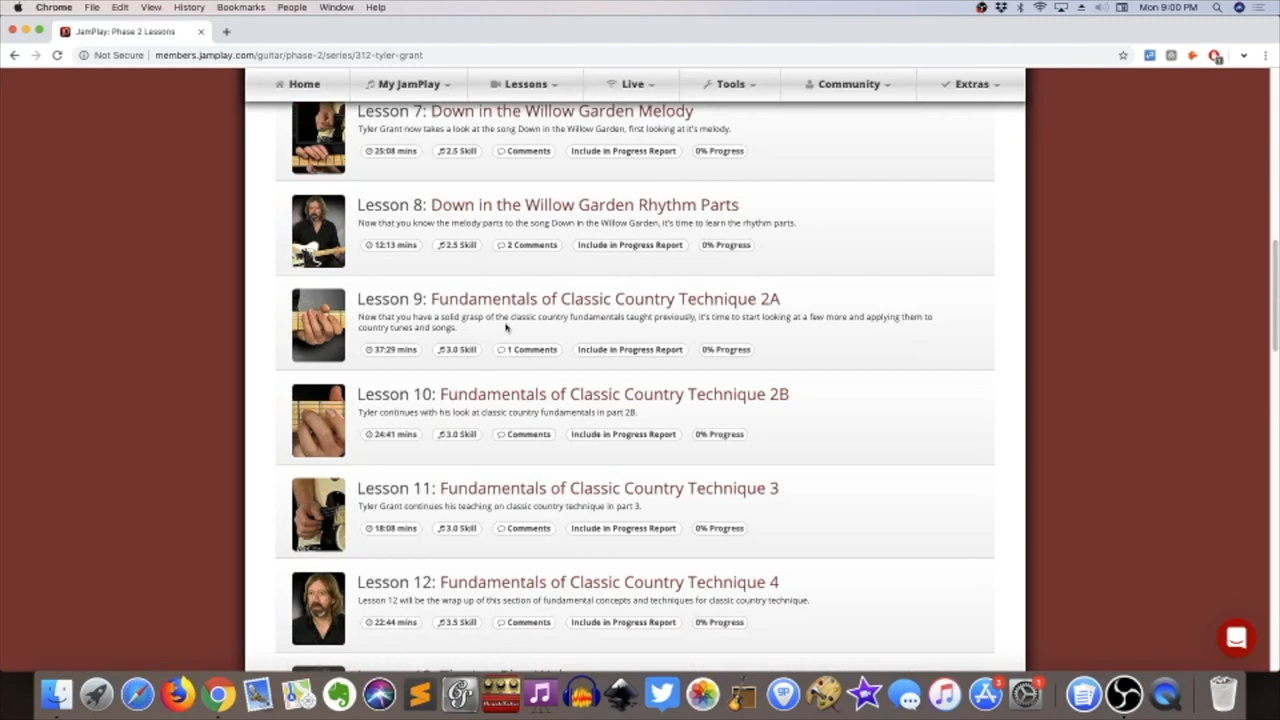 Chrome File Edit View History Bookmarks People Window Help Mon 9:00 PM
JamPlay: Phase 2 Lessons
Not Secure members.jamplay.com/guitar/phase-2/series/312-tyler-grant
Home My JamPlay Lessons Live Tools Community Extras
Lesson 7: Down in the Willow Garden Melody
Tyler Grant now takes a look at the song Down in the Willow Garden, first looking at it's melody.
25:08 mins 2.5 Skill Comments Include in Progress Report 0% Progress
Lesson 8: Down in the Willow Garden Rhythm Parts
Now that you know the melody parts to the song Down in the Willow Garden, it's time to learn the rhythm parts.
12:13 mins 2.5 Skill 2 Comments Include in Progress Report 0% Progress
Lesson 9: Fundamentals of Classic Country Technique 2A
Now that you have a solid grasp of the classic country fundamentals taught previously, it's time to start looking at a few more and applying them to
country tunes and songs.
37:29 mins 3.0 Skill 1 Comments Include in Progress Report 0% Progress
Lesson 10: Fundamentals of Classic Country Technique 2B
Tyler continues with his look at classic country fundamentals in part 2B.
24:41 mins 3.0 Skill Comments Include in Progress Report 0% Progress
Lesson 11: Fundamentals of Classic Country Technique 3
Tyler Grant continues his teaching on classic country technique in part 3.
18:08 mins 3.0 Skill Comments Include in Progress Report 0% Progress
Lesson 12: Fundamentals of Classic Country Technique 4
Lesson 12 will be the wrap up of this section of fundamental concepts and techniques for classic country technique.
22:44 mins 3.5 Skill Comments Include in Progress Report 0% Progress